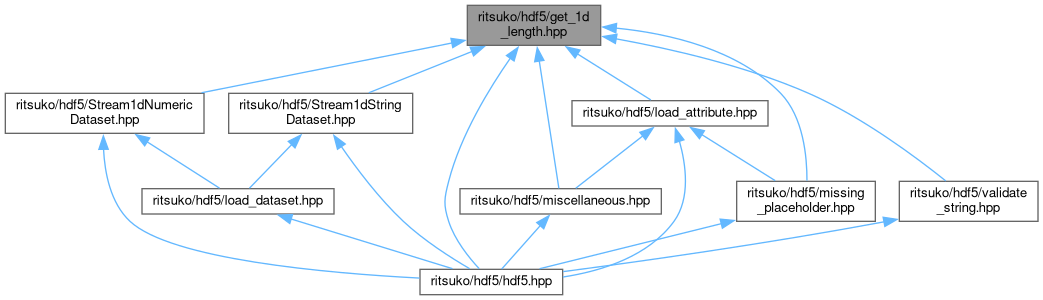 ritsuko/hdf5/get_1d
_length.hpp
ritsuko/hdf5/Stream1dNumeric
Dataset.hpp
ritsuko/hdf5/Stream1dString
Dataset.hpp
ritsuko/hdf5/load_attribute.hpp
ritsuko/hdf5/load_dataset.hpp
ritsuko/hdf5/miscellaneous.hpp
ritsuko/hdf5/missing
_placeholder.hpp
ritsuko/hdf5/validate
_string.hpp
ritsuko/hdf5/hdf5.hpp